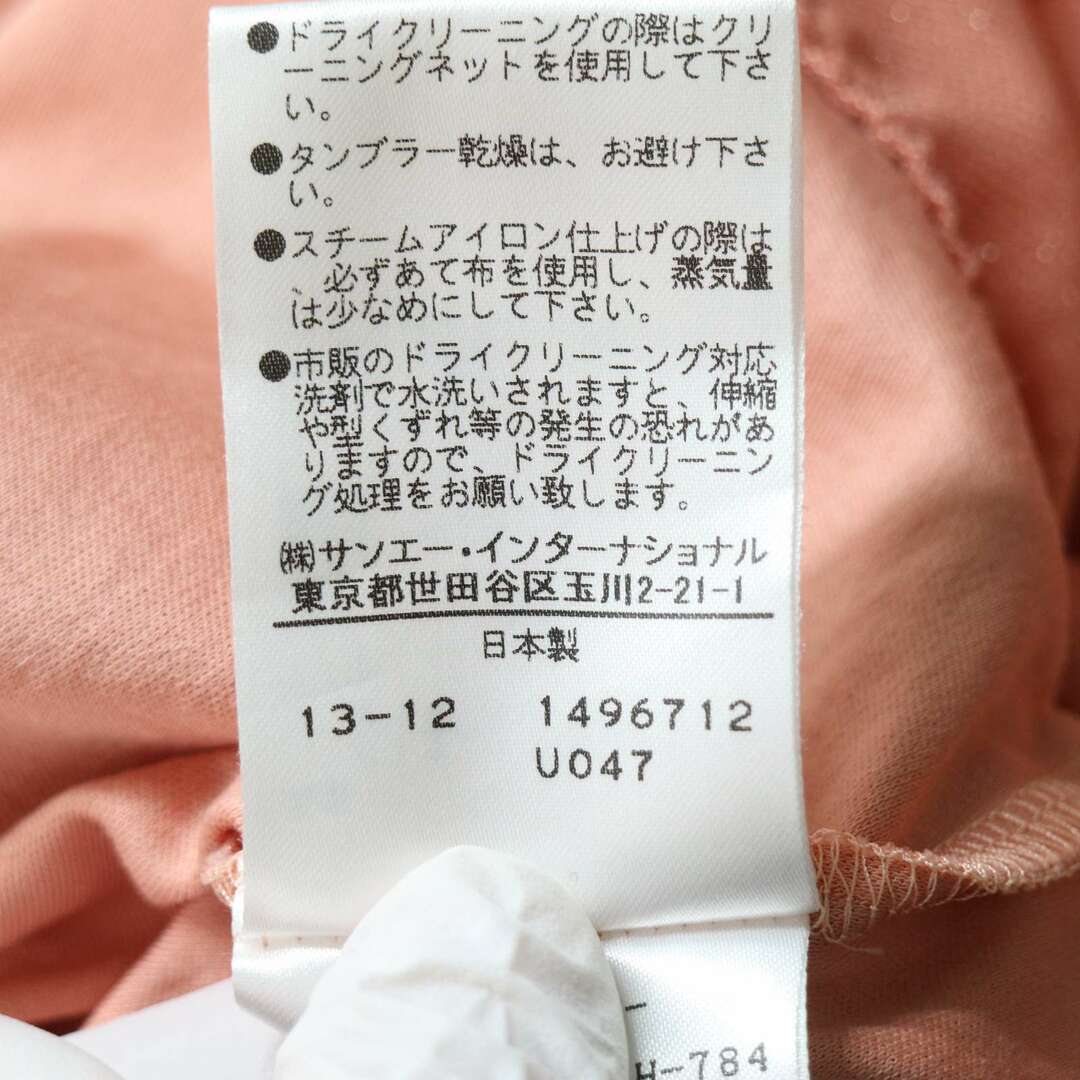 ●ドライクリーニングの際はクリ
ーニングネットを使用して下さ
い。
●タンブラー乾燥は、お避け下さ
い。
●スチームアイロン仕上げの際は
、必ずあて布を使用し、蒸気量
は少なめにして下さい。
●市販のドライクリーニング対応
洗剤で水洗いされますと、伸縮
や型くずれ等の発生の恐れがあ
りますので、ドライクリーニン
グ処理をお願い致します。
㈱サンエー・インターナショナル
東京都世田谷区玉川2-21-1
日本製
13-12 1496712
U047
H-784